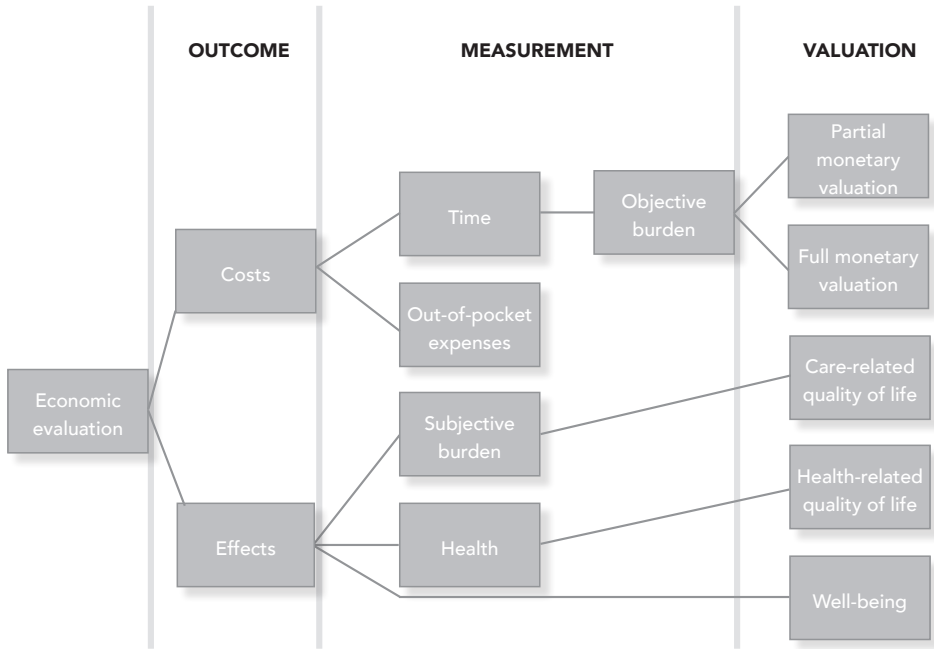 OUTCOME
MEASUREMENT
VALUATION
Partial
monetary
valuation
Time
Objective
burden
Costs
Full monetary
valuation
Out-of-pocket
expenses
Care-related
quality of life
Economic
evaluation
Subjective
burden
Health-related
quality of life
Effects
Health
Well-being